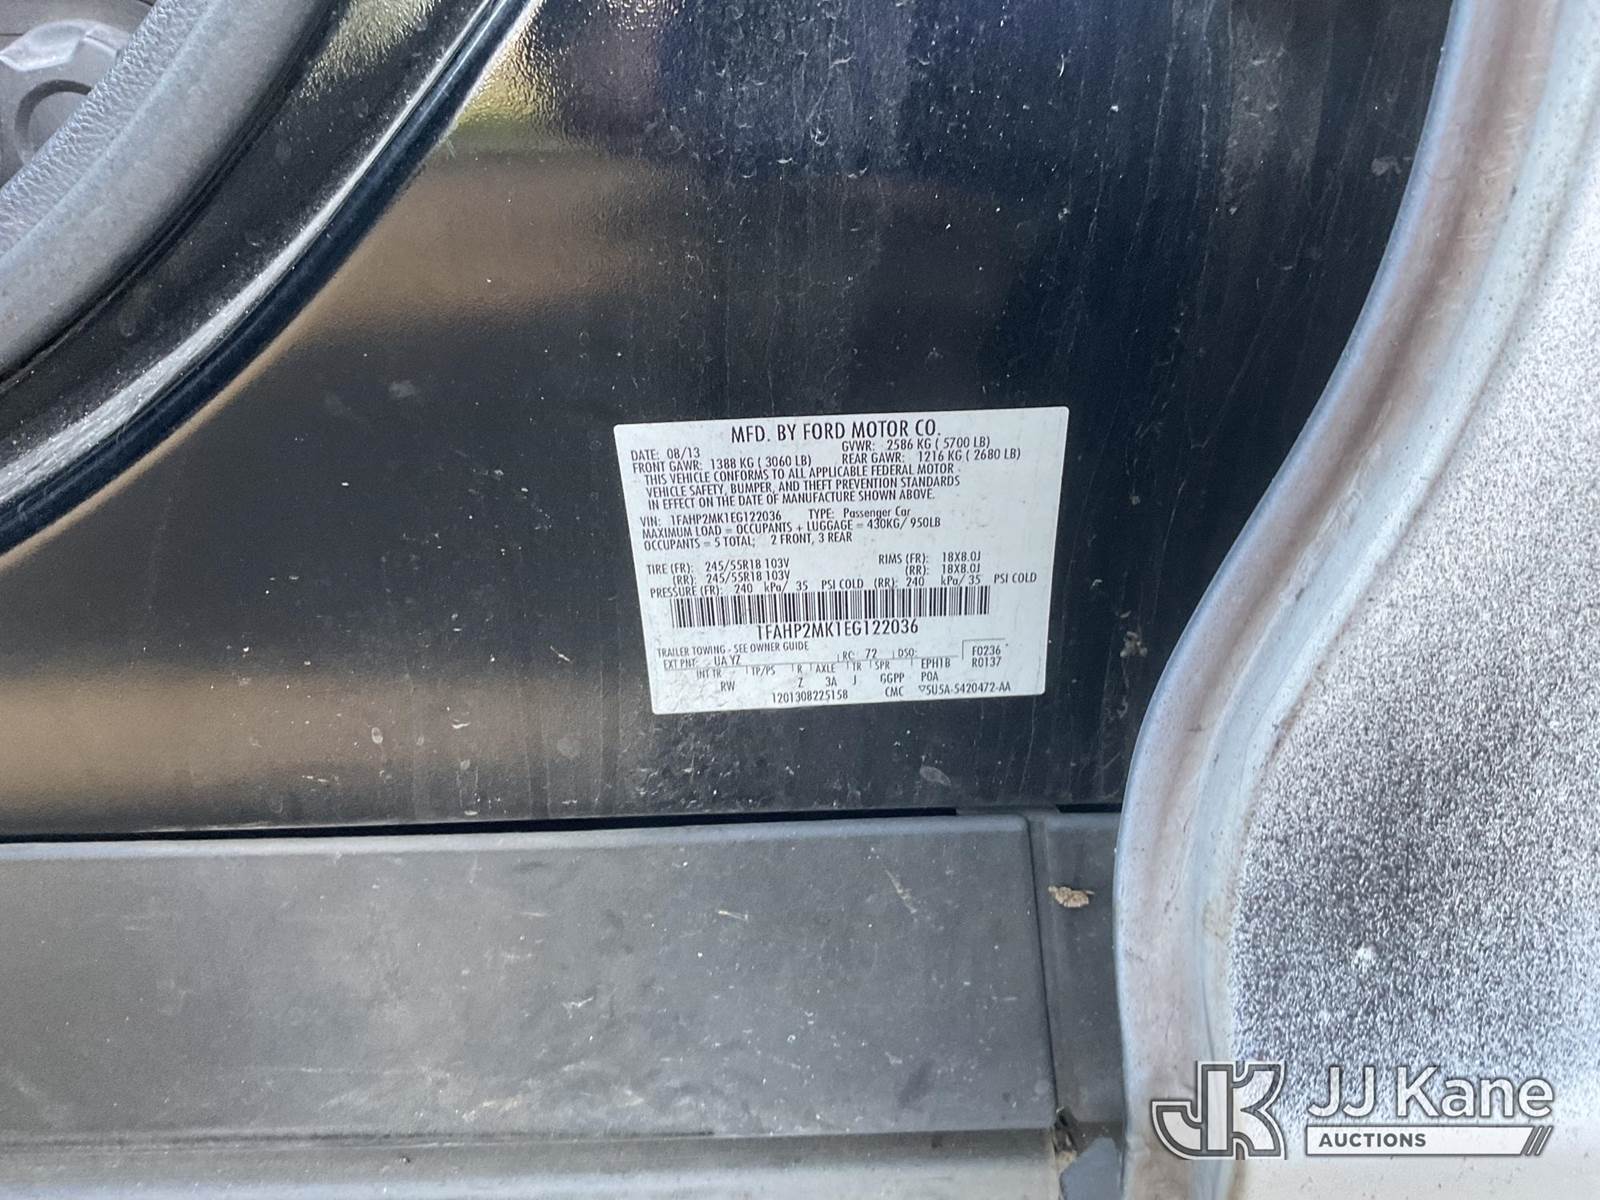 MFD. BY FORD MOTOR CO.
DATE: 08/13 GVWR: 2586 KG ( 5700 LB)
FRONT GAWR: 1388 KG ( 3060 LB) REAR GAWR: 1216 KG ( 2680 LB)
THIS VEHICLE CONFORMS TO ALL APPLICABLE FEDERAL MOTOR
VEHICLE SAFETY, BUMPER, AND THEFT PREVENTION STANDARDS
IN EFFECT ON THE DATE OF MANUFACTURE SHOWN ABOVE.
VIN: 1FAHP2MK1EG122036 TYPE: Passenger Car
MAXIMUM LOAD = OCCUPANTS + LUGGAGE = 430KG/ 950LB
OCCUPANTS = 5 TOTAL; 2 FRONT, 3 REAR
TIRE (FR): 245/55R18 103V RIMS (FR): 18X8.0J
(RR): 245/55R18 103V (RR): 18X8.0J
PRESSURE (FR): 240 kPa/ 35 PSI COLD (RR): 240 kPa/ 35 PSI COLD
1FAHP2MK1EG122036
TRAILER TOWING - SEE OWNER GUIDE
EXT PNT: UA YZ RC: 72 DSO: F0236
INT TR TP/PS R AXLE TR SPR EPH1B R0137
RW Z 3A J GGPP POA
1201308225158 CMC SU5A-5420472-AA
JK JJ Kane
AUCTIONS